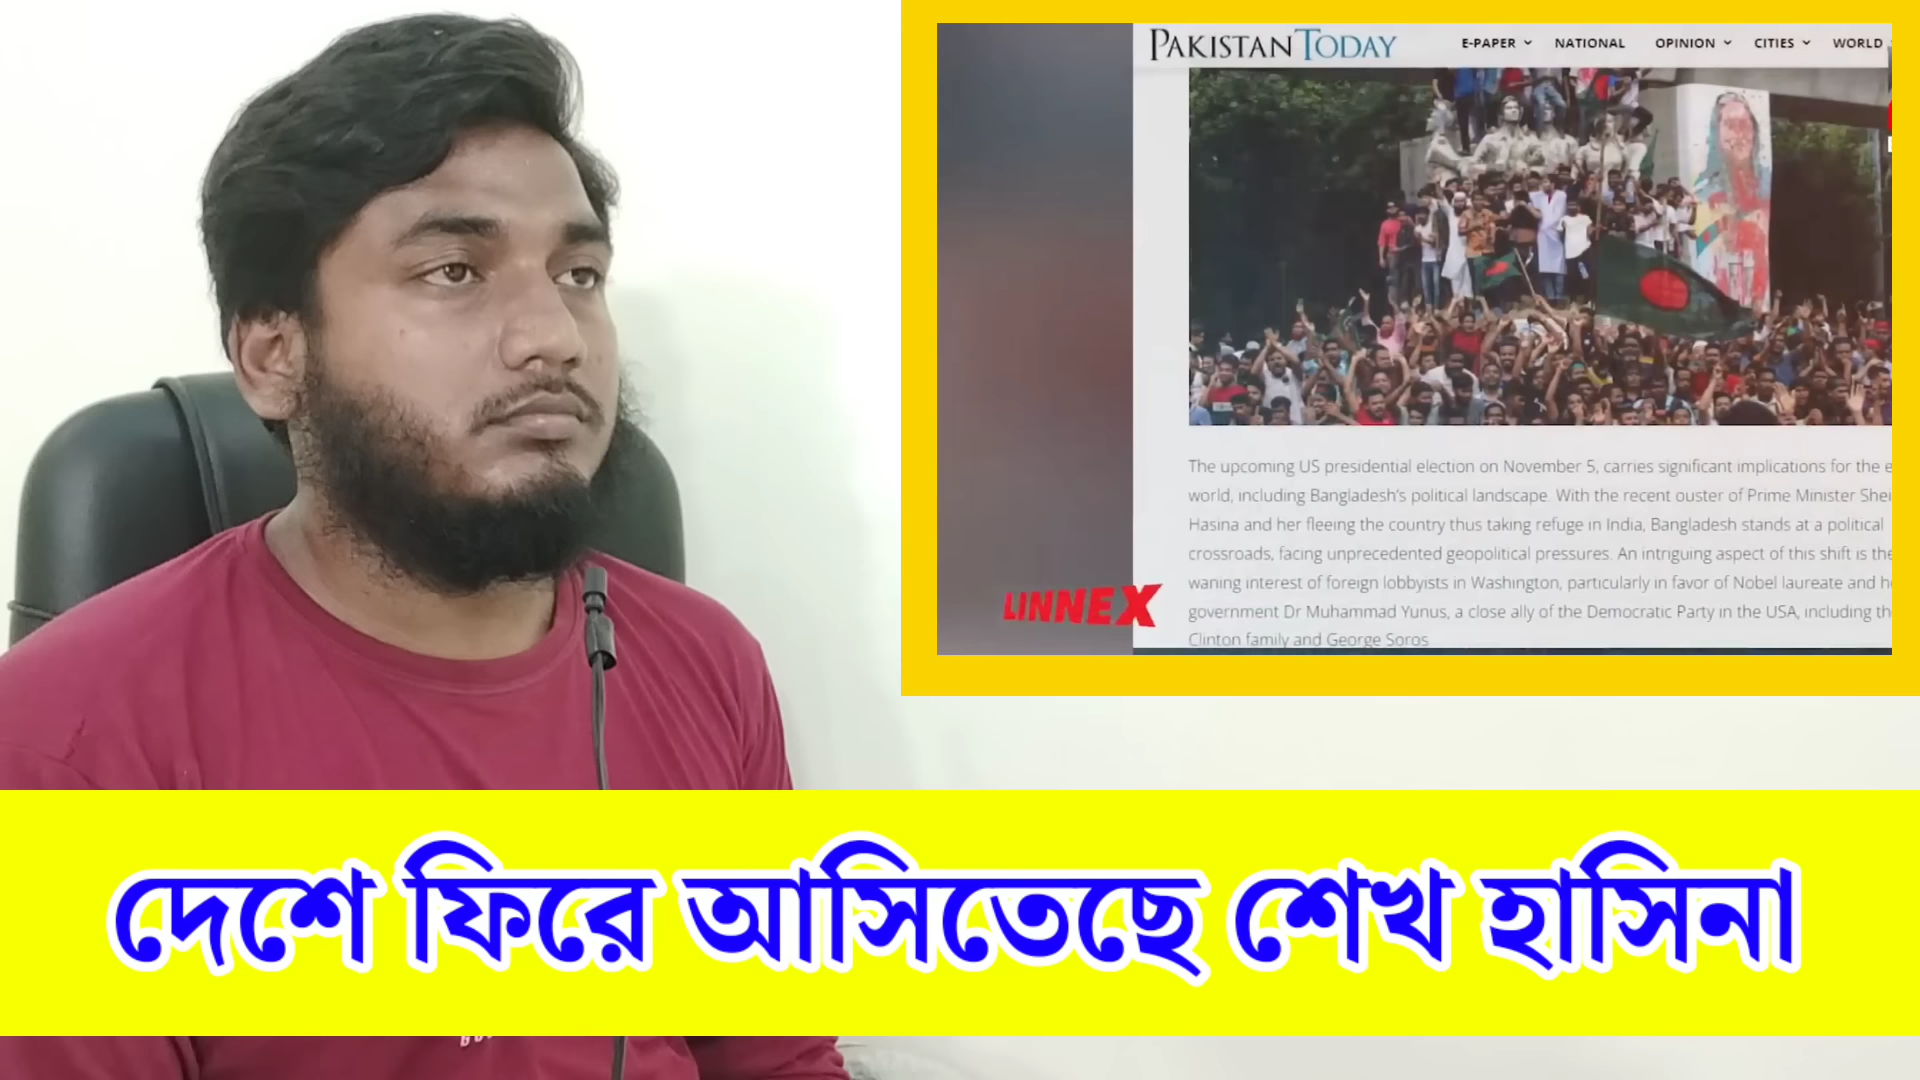 PAKISTAN TODAY
E-PAPER NATIONAL OPINION CITIES WORLD
The upcoming US presidential election on November 5, carries significant implications for the e
world, including Bangladesh's political landscape. With the recent ouster of Prime Minister Shei
Hasina and her fleeing the country thus taking refuge in India, Bangladesh stands at a political
crossroads, facing unprecedented geopolitical pressures. An intriguing aspect of this shift is the
waning interest of foreign lobbyists in Washington, particularly in favor of Nobel laureate and h
government Dr Muhammad Yunus, a close ally of the Democratic Party in the USA, including th
Clinton family and George Soros
LINNEX
দেশে ফিরে আসিতেছে শেখ হাসিনা